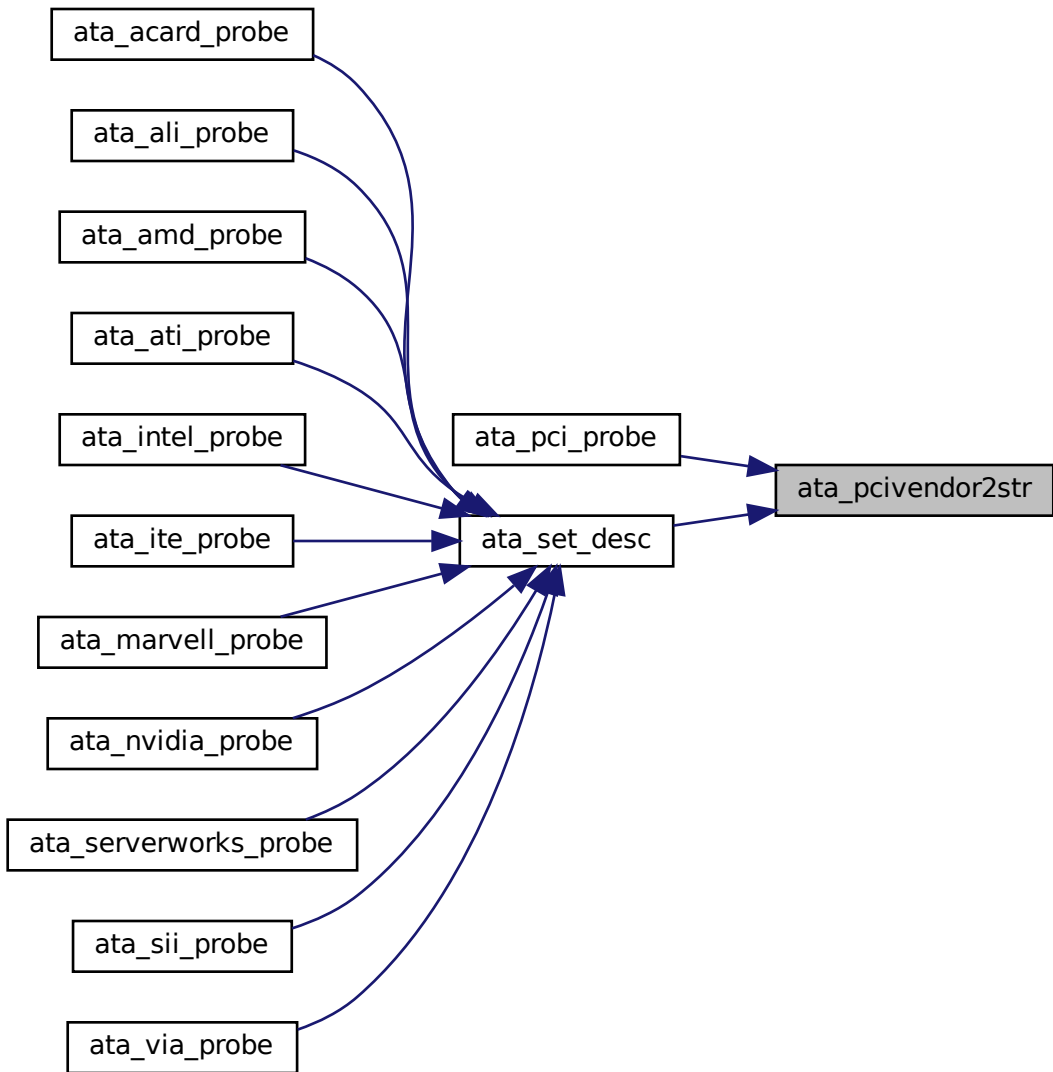 ata_acard_probe
ata_ali_probe
ata_amd_probe
ata_ati_probe
ata_intel_probe
ata_pci_probe
ata_pcivendor2str
ata_ite_probe
ata_set_desc
ata_marvell_probe
ata_nvidia_probe
ata_serverworks_probe
ata_sii_probe
ata_via_probe